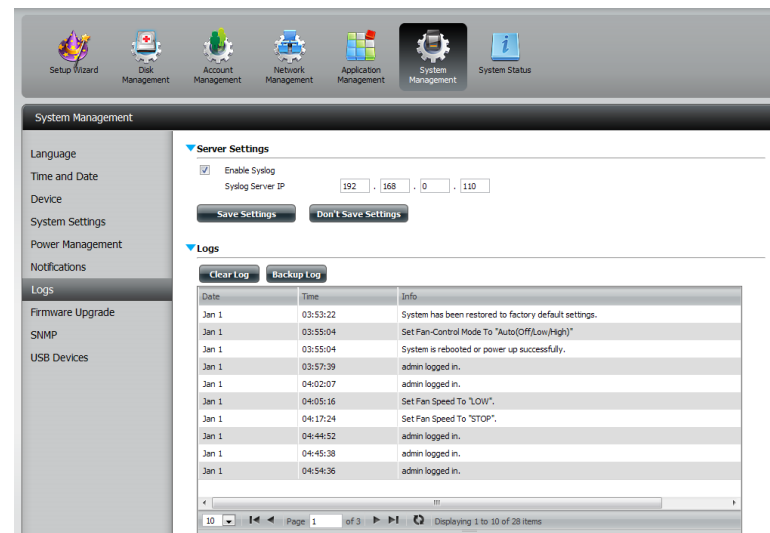 Setup Wizard
Disk Management
Account Management
Network Management
Application Management
System Management
System Status
System Management
Language
Time and Date
Device
System Settings
Power Management
Notifications
Logs
Firmware Upgrade
SNMP
USB Devices
Server Settings
Enable Syslog
Syslog Server IP 192 . 168 . 0 . 110
Save Settings Don't Save Settings
Logs
Clear Log Backup Log
Date Time Info
Jan 1 03:53:22 System has been restored to factory default settings.
Jan 1 03:55:04 Set Fan-Control Mode To "Auto(Off/Low/High)"
Jan 1 03:55:04 System is rebooted or power up successfully.
Jan 1 03:57:39 admin logged in.
Jan 1 04:02:07 admin logged in.
Jan 1 04:05:16 Set Fan Speed To "LOW".
Jan 1 04:17:24 Set Fan Speed To "STOP".
Jan 1 04:44:52 admin logged in.
Jan 1 04:45:38 admin logged in.
Jan 1 04:54:36 admin logged in.
10 Page 1 of 3 Displaying 1 to 10 of 28 items